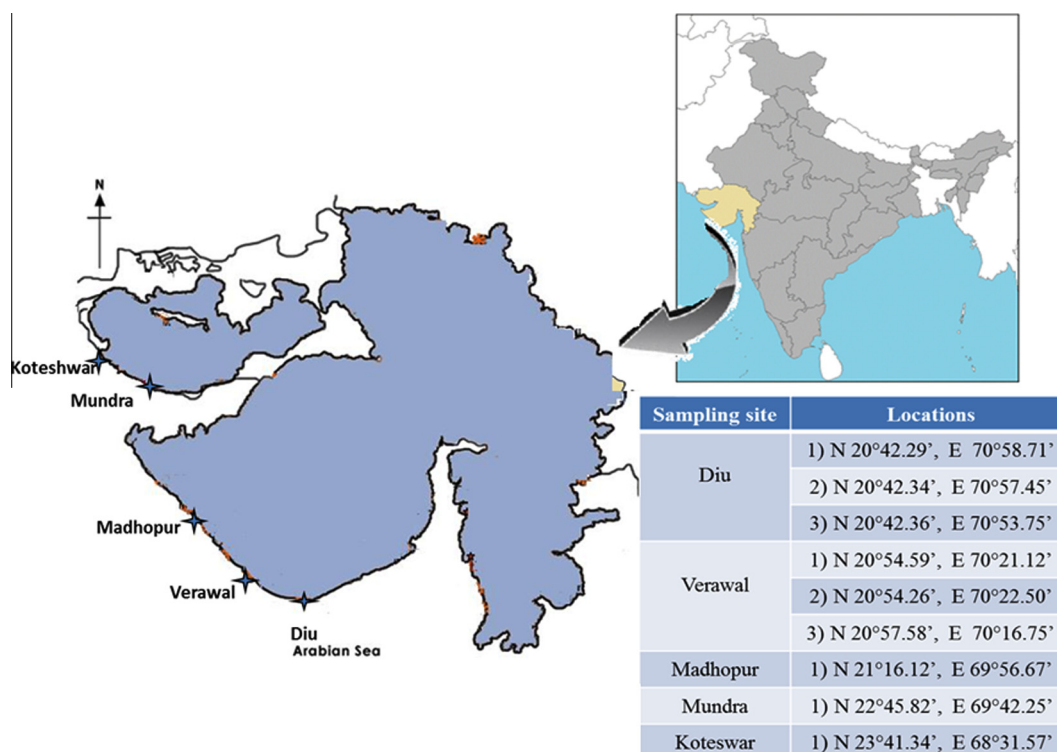 N
Koteshwar
Mundra
Madhopur
Verawal
Diu
Arabian Sea
Sampling site Locations
Diu
1) N 20°42.29’, E 70°58.71’
2) N 20°42.34’, E 70°57.45’
3) N 20°42.36’, E 70°53.75’
Verawal
1) N 20°54.59’, E 70°21.12’
2) N 20°54.26’, E 70°22.50’
3) N 20°57.58’, E 70°16.75’
Madhopur 1) N 21°16.12’, E 69°56.67’
Mundra 1) N 22°45.82’, E 69°42.25’
Koteswar 1) N 23°41.34’, E 68°31.57’